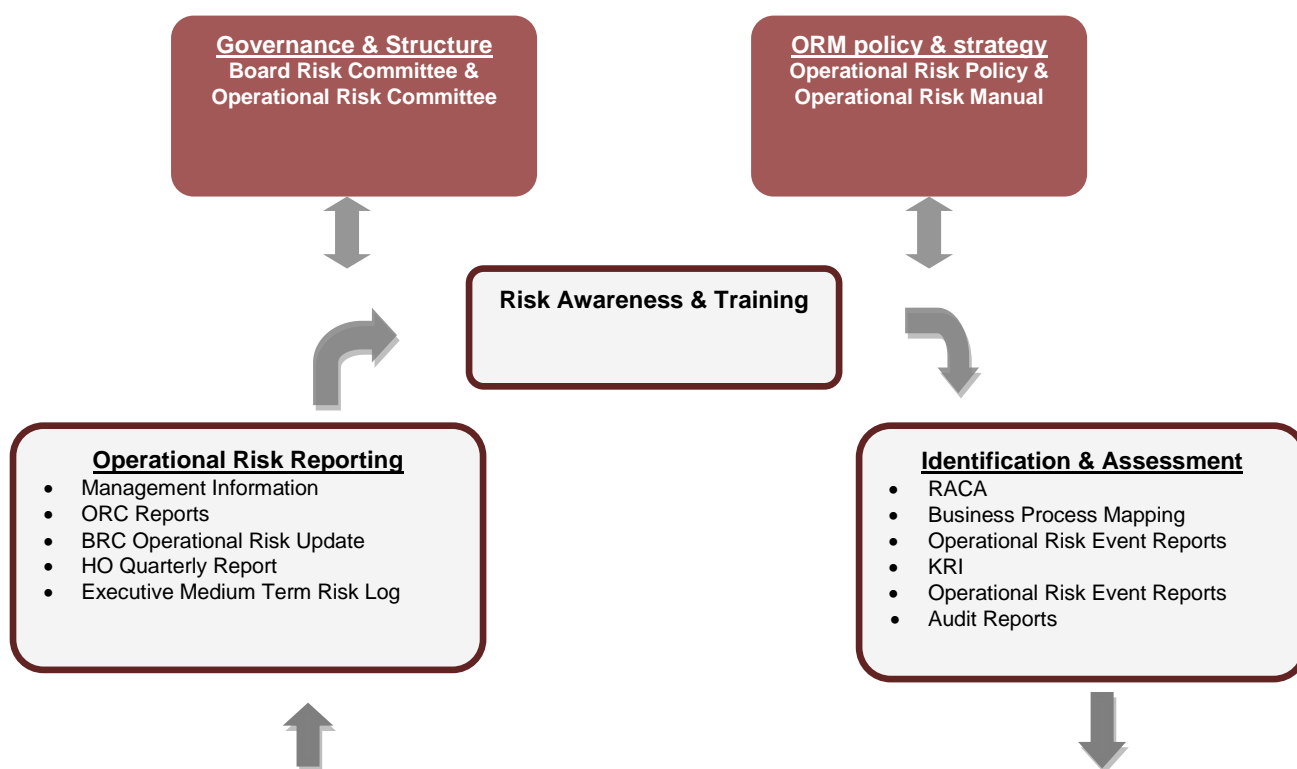 Governance & Structure
Board Risk Committee &
Operational Risk Committee
ORM policy & strategy
Operational Risk Policy &
Operational Risk Manual
Risk Awareness & Training
Operational Risk Reporting
• Management Information
• ORC Reports
• BRC Operational Risk Update
• HO Quarterly Report
• Executive Medium Term Risk Log
Identification & Assessment
• RACA
• Business Process Mapping
• Operational Risk Event Reports
• KRI
• Operational Risk Event Reports
• Audit Reports